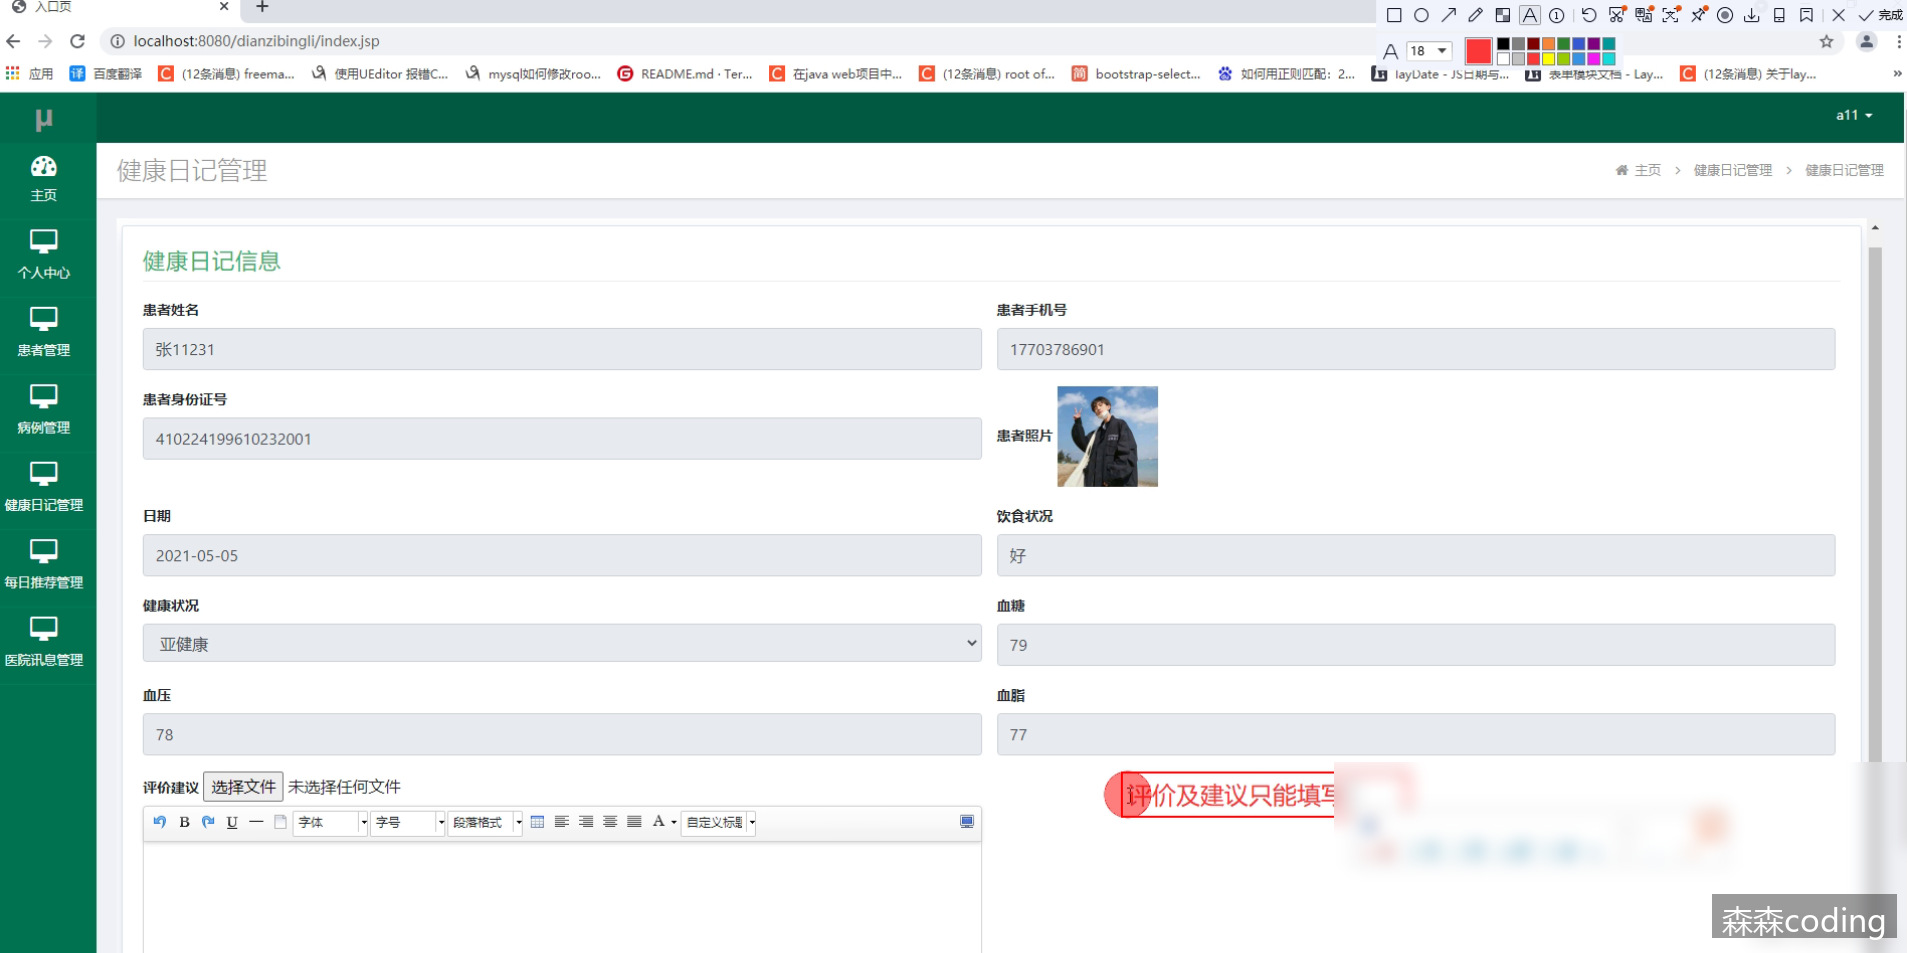 入口页
完成
localhost:8080/dianzibingli/index.jsp
18
应用
百度翻译
(12条消息) freema...
使用UEditor 报错C...
mysql如何修改roo...
README.md · Ter...
在java web项目中...
(12条消息) root of...
bootstrap-select...
如何用正则匹配: 2...
layDate - JS日期与...
表单模块文档 - Lay...
(12条消息) 关于lay...
μ
a11
健康日记管理
主页 > 健康日记管理 > 健康日记管理
主页
个人中心
患者管理
病例管理
健康日记管理
每日推荐管理
医院讯息管理
健康日记信息
患者姓名
张11231
患者手机号
17703786901
患者身份证号
410224199610232001
患者照片
日期
2021-05-05
饮食状况
好
健康状况
亚健康
血糖
79
血压
78
血脂
77
评价建议 选择文件 未选择任何文件
评价及建议只能填写
字体
字号
段落格式
自定义标题
森森coding